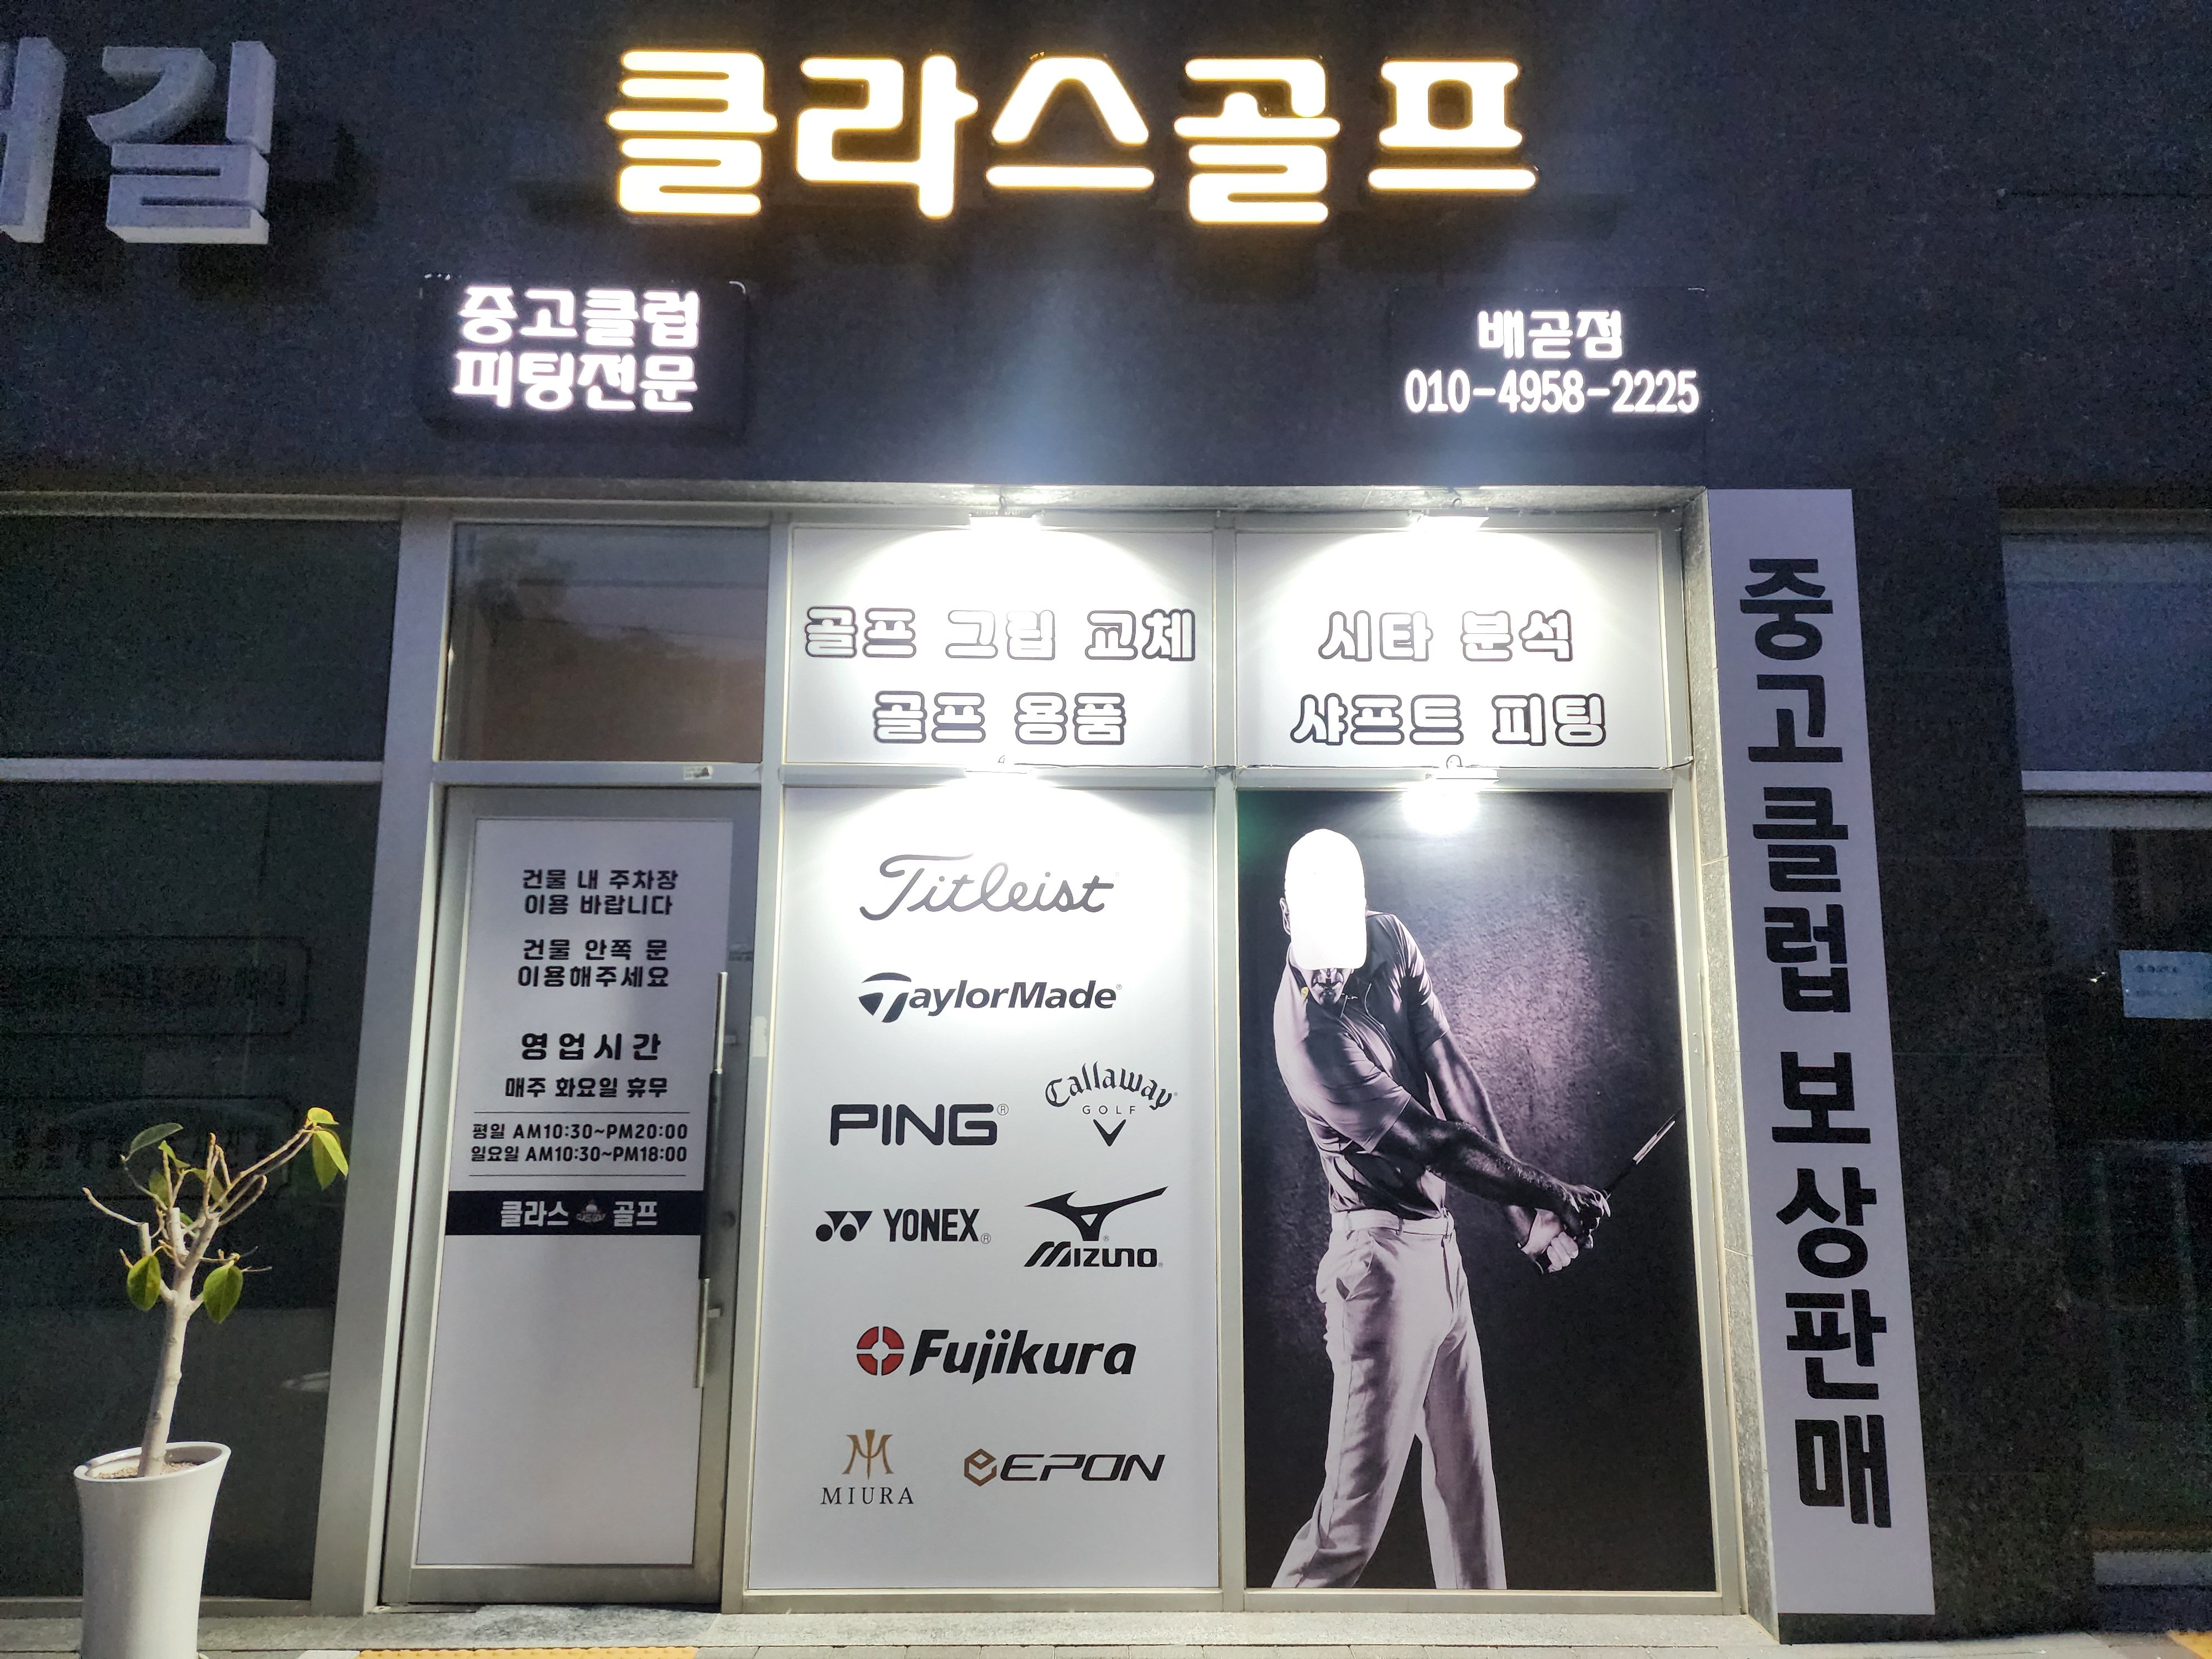 길
클라스골프
중고클럽
피팅전문
배곧점
010-4958-2225
골프 그립 교체
골프 용품
시타 분석
샤프트 피팅
건물 내 주차장
이용 바랍니다
건물 안쪽 문
이용해주세요
영업시간
매주 화요일 휴무
평일 AM10:30~PM20:00
일요일 AM10:30~PM18:00
클라스 골프
Titleist
TaylorMade
PING®
Callaway
GOLF
YONEX®
MIZUNO®
Fujikura
MIURA
EPON
중고클럽 보상판매